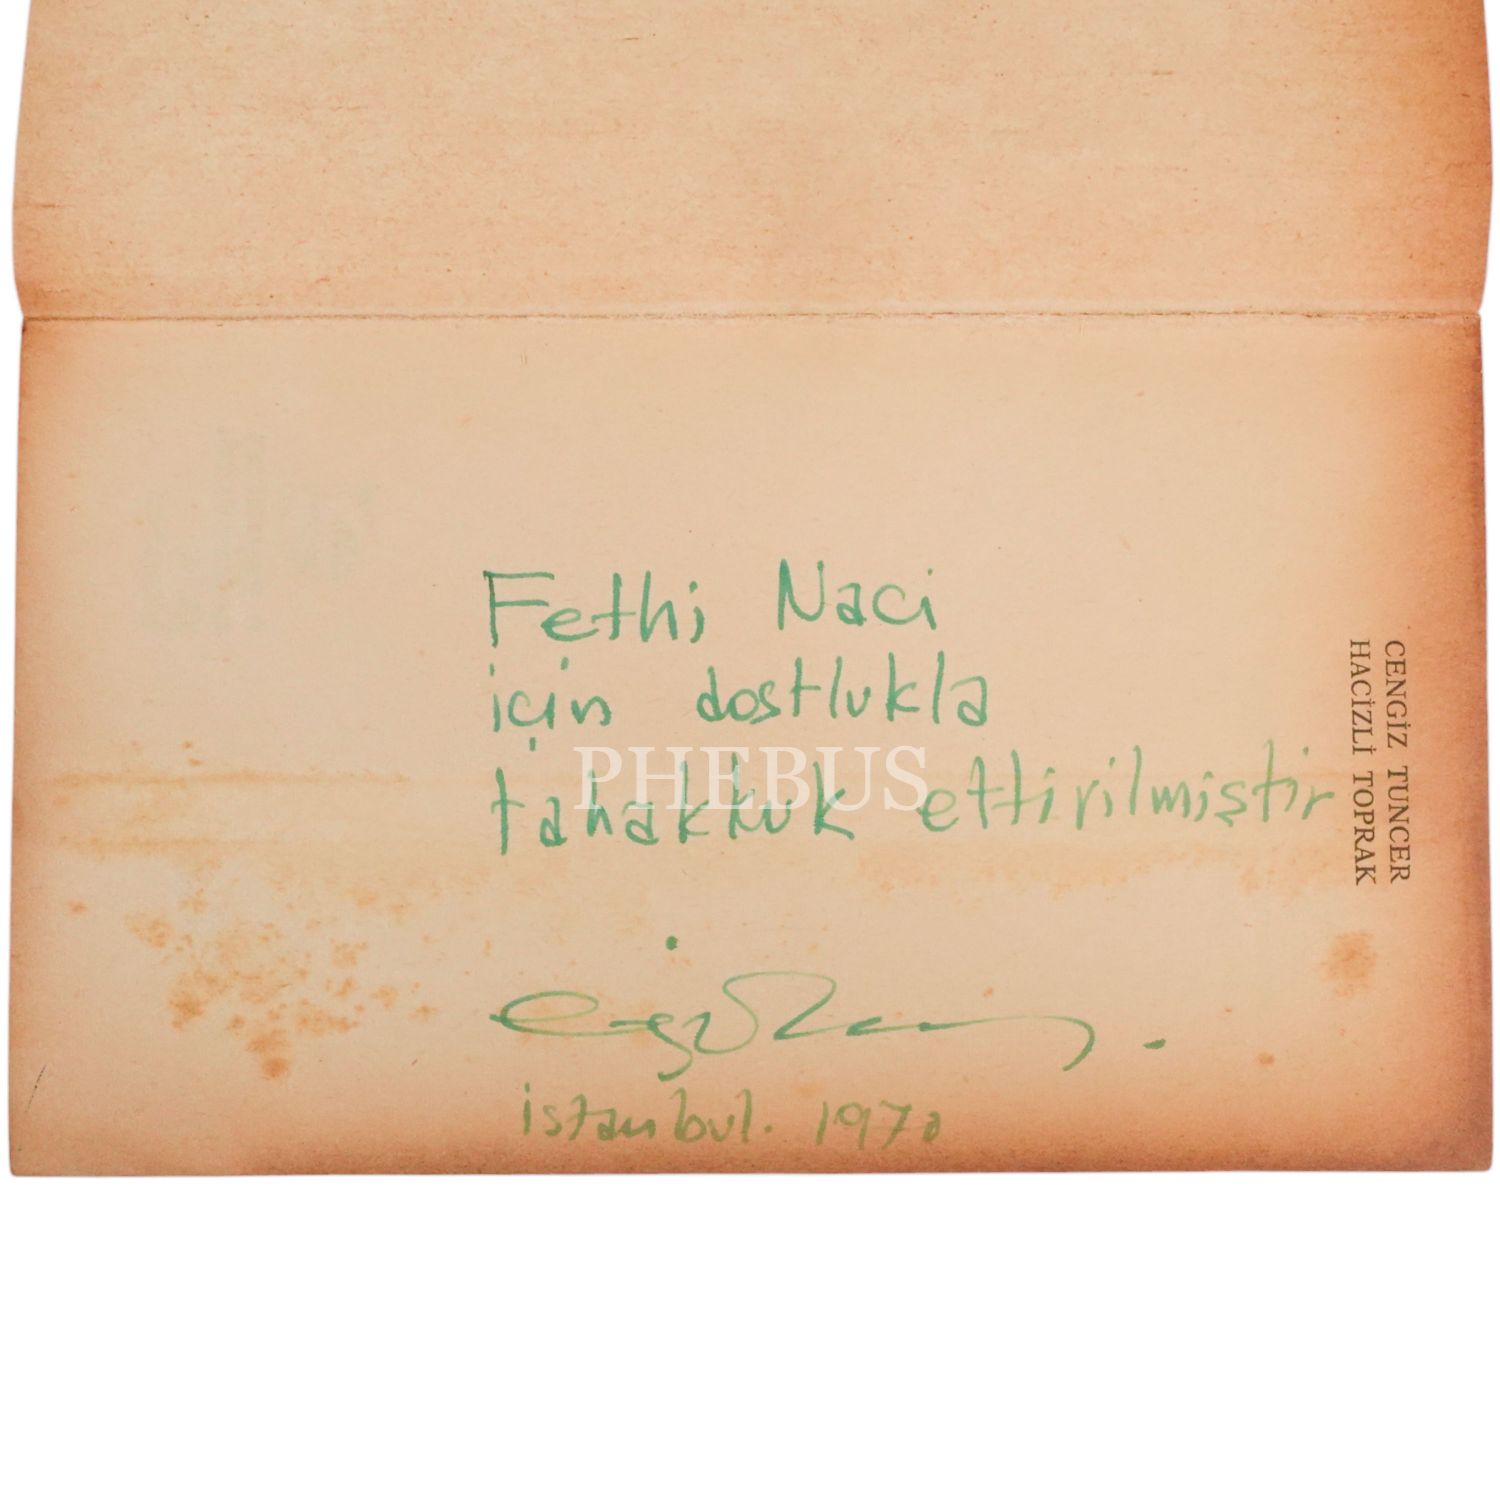 Fethi Naci
için dostlukla
tahakkuk ettirilmiştir
İstanbul. 1970
CENGİZ TUNCER
HACİZLİ TOPRAK
PHEBUS